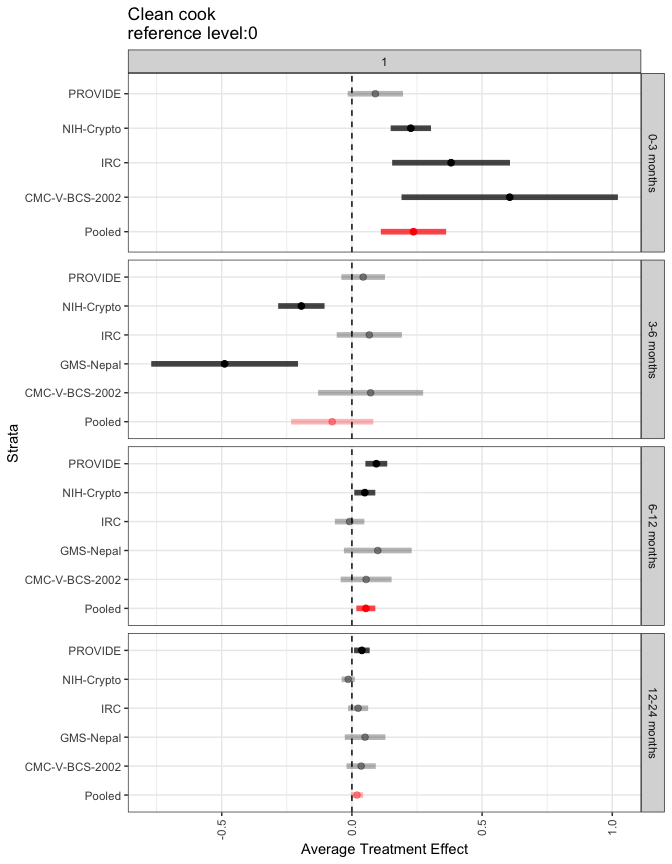 Clean cook
reference level:0
1
PROVIDE
NIH-Crypto
IRC
CMC-V-BCS-2002
Pooled
0-3 months
PROVIDE
NIH-Crypto
IRC
GMS-Nepal
CMC-V-BCS-2002
Pooled
3-6 months
PROVIDE
NIH-Crypto
IRC
GMS-Nepal
CMC-V-BCS-2002
Pooled
6-12 months
PROVIDE
NIH-Crypto
IRC
GMS-Nepal
CMC-V-BCS-2002
Pooled
12-24 months
Strata
-0.5
0.0
0.5
1.0
Average Treatment Effect